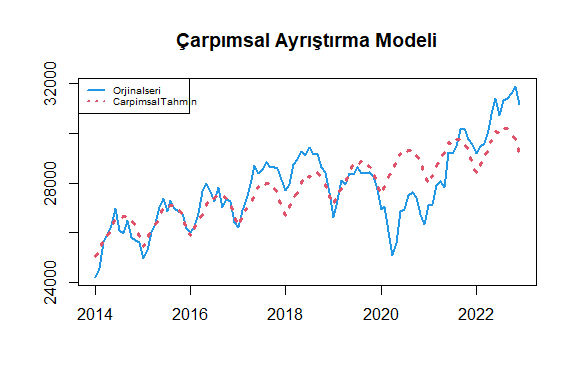 Çarpımsal Ayrıştırma Modeli
Orjinalseri
CarpimsalTahmin
32000
28000
24000
2014 2016 2018 2020 2022